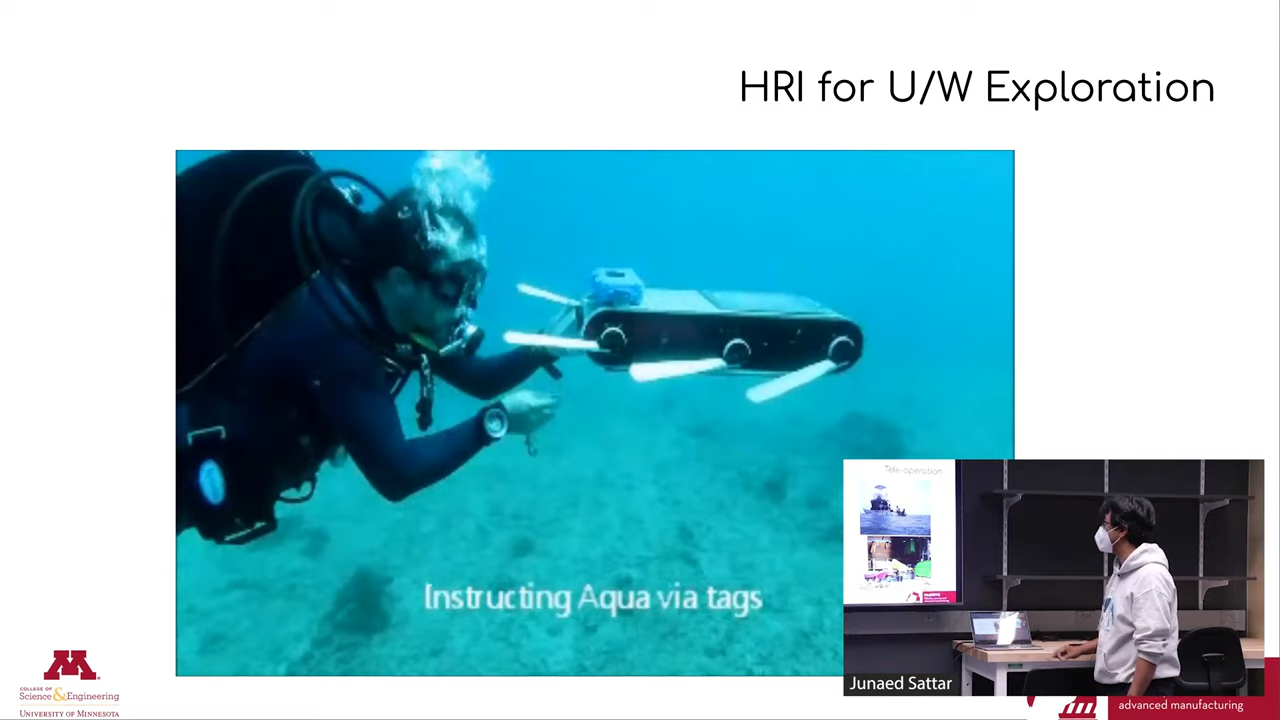 HRI for U/W Exploration
Instructing Aqua via tags
Tele-operation
Junaed Sattar
M
COLLEGE OF
Science & Engineering
UNIVERSITY OF MINNESOTA
advanced manufacturing